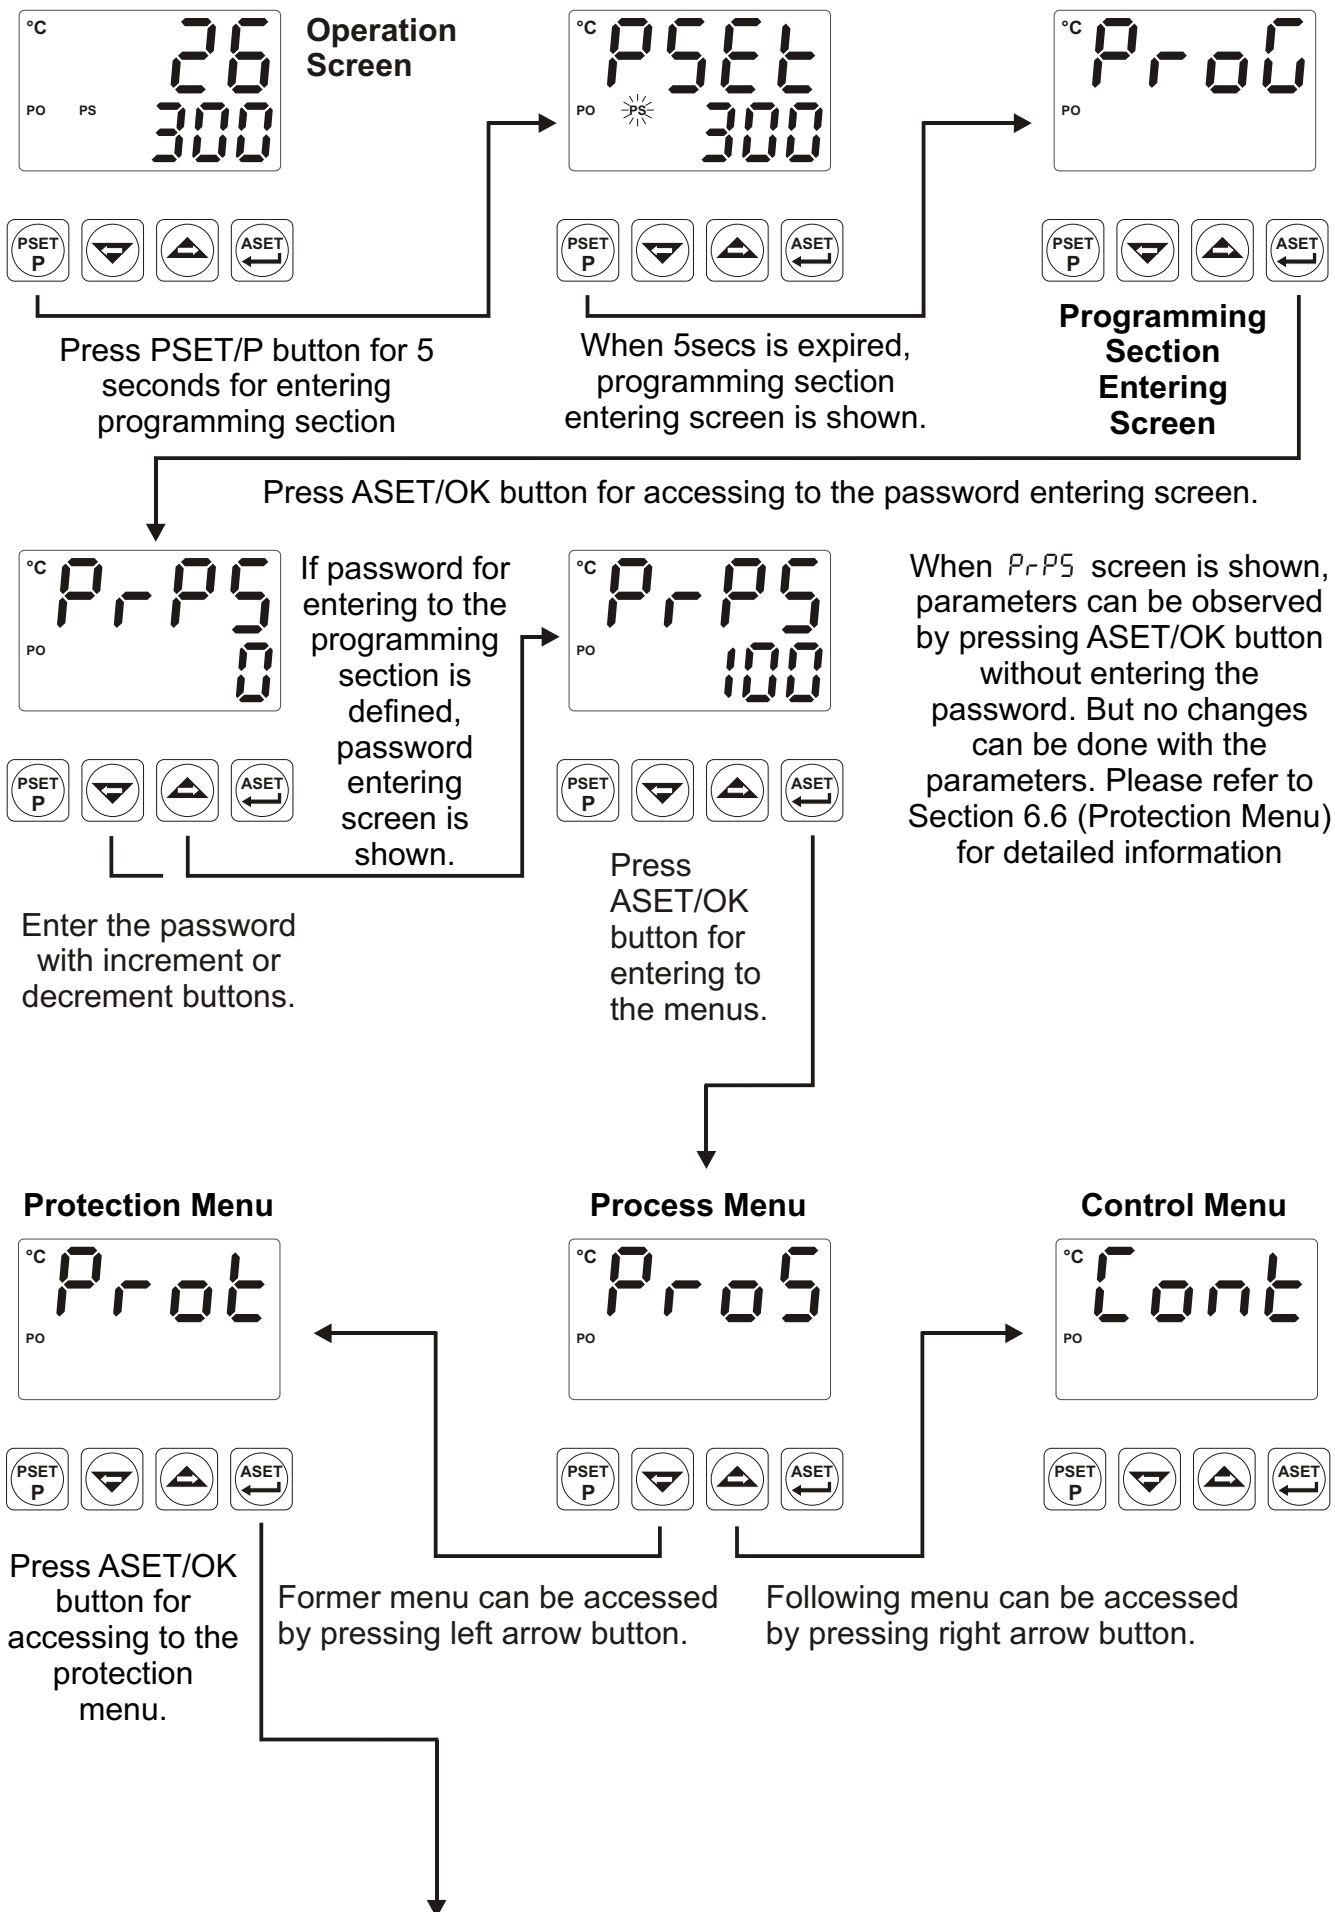 °C
26
PO PS
300
Operation
Screen
°C
PSEt
PO PS
300
°C
ProG
PO
PSET
P
ASET
PSET
P
ASET
PSET
P
ASET
Press PSET/P button for 5
seconds for entering
programming section
When 5secs is expired,
programming section
entering screen is shown.
Programming
Section
Entering
Screen
Press ASET/OK button for accessing to the password entering screen.
°C
PrPS
PO
0
PSET
P
ASET
If password for
entering to the
programming
section is
defined,
password
entering
screen is
shown.
°C
PrPS
PO
100
PSET
P
ASET
When PrPS screen is shown,
parameters can be observed
by pressing ASET/OK button
without entering the
password. But no changes
can be done with the
parameters. Please refer to
Section 6.6 (Protection Menu)
for detailed information
Enter the password
with increment or
decrement buttons.
Press
ASET/OK
button for
entering to
the menus.
Protection Menu
°C
Prot
PO
PSET
P
ASET
Process Menu
°C
ProS
PO
PSET
P
ASET
Control Menu
°C
Cont
PO
PSET
P
ASET
Press ASET/OK
button for
accessing to the
protection
menu.
Former menu can be accessed
by pressing left arrow button.
Following menu can be accessed
by pressing right arrow button.